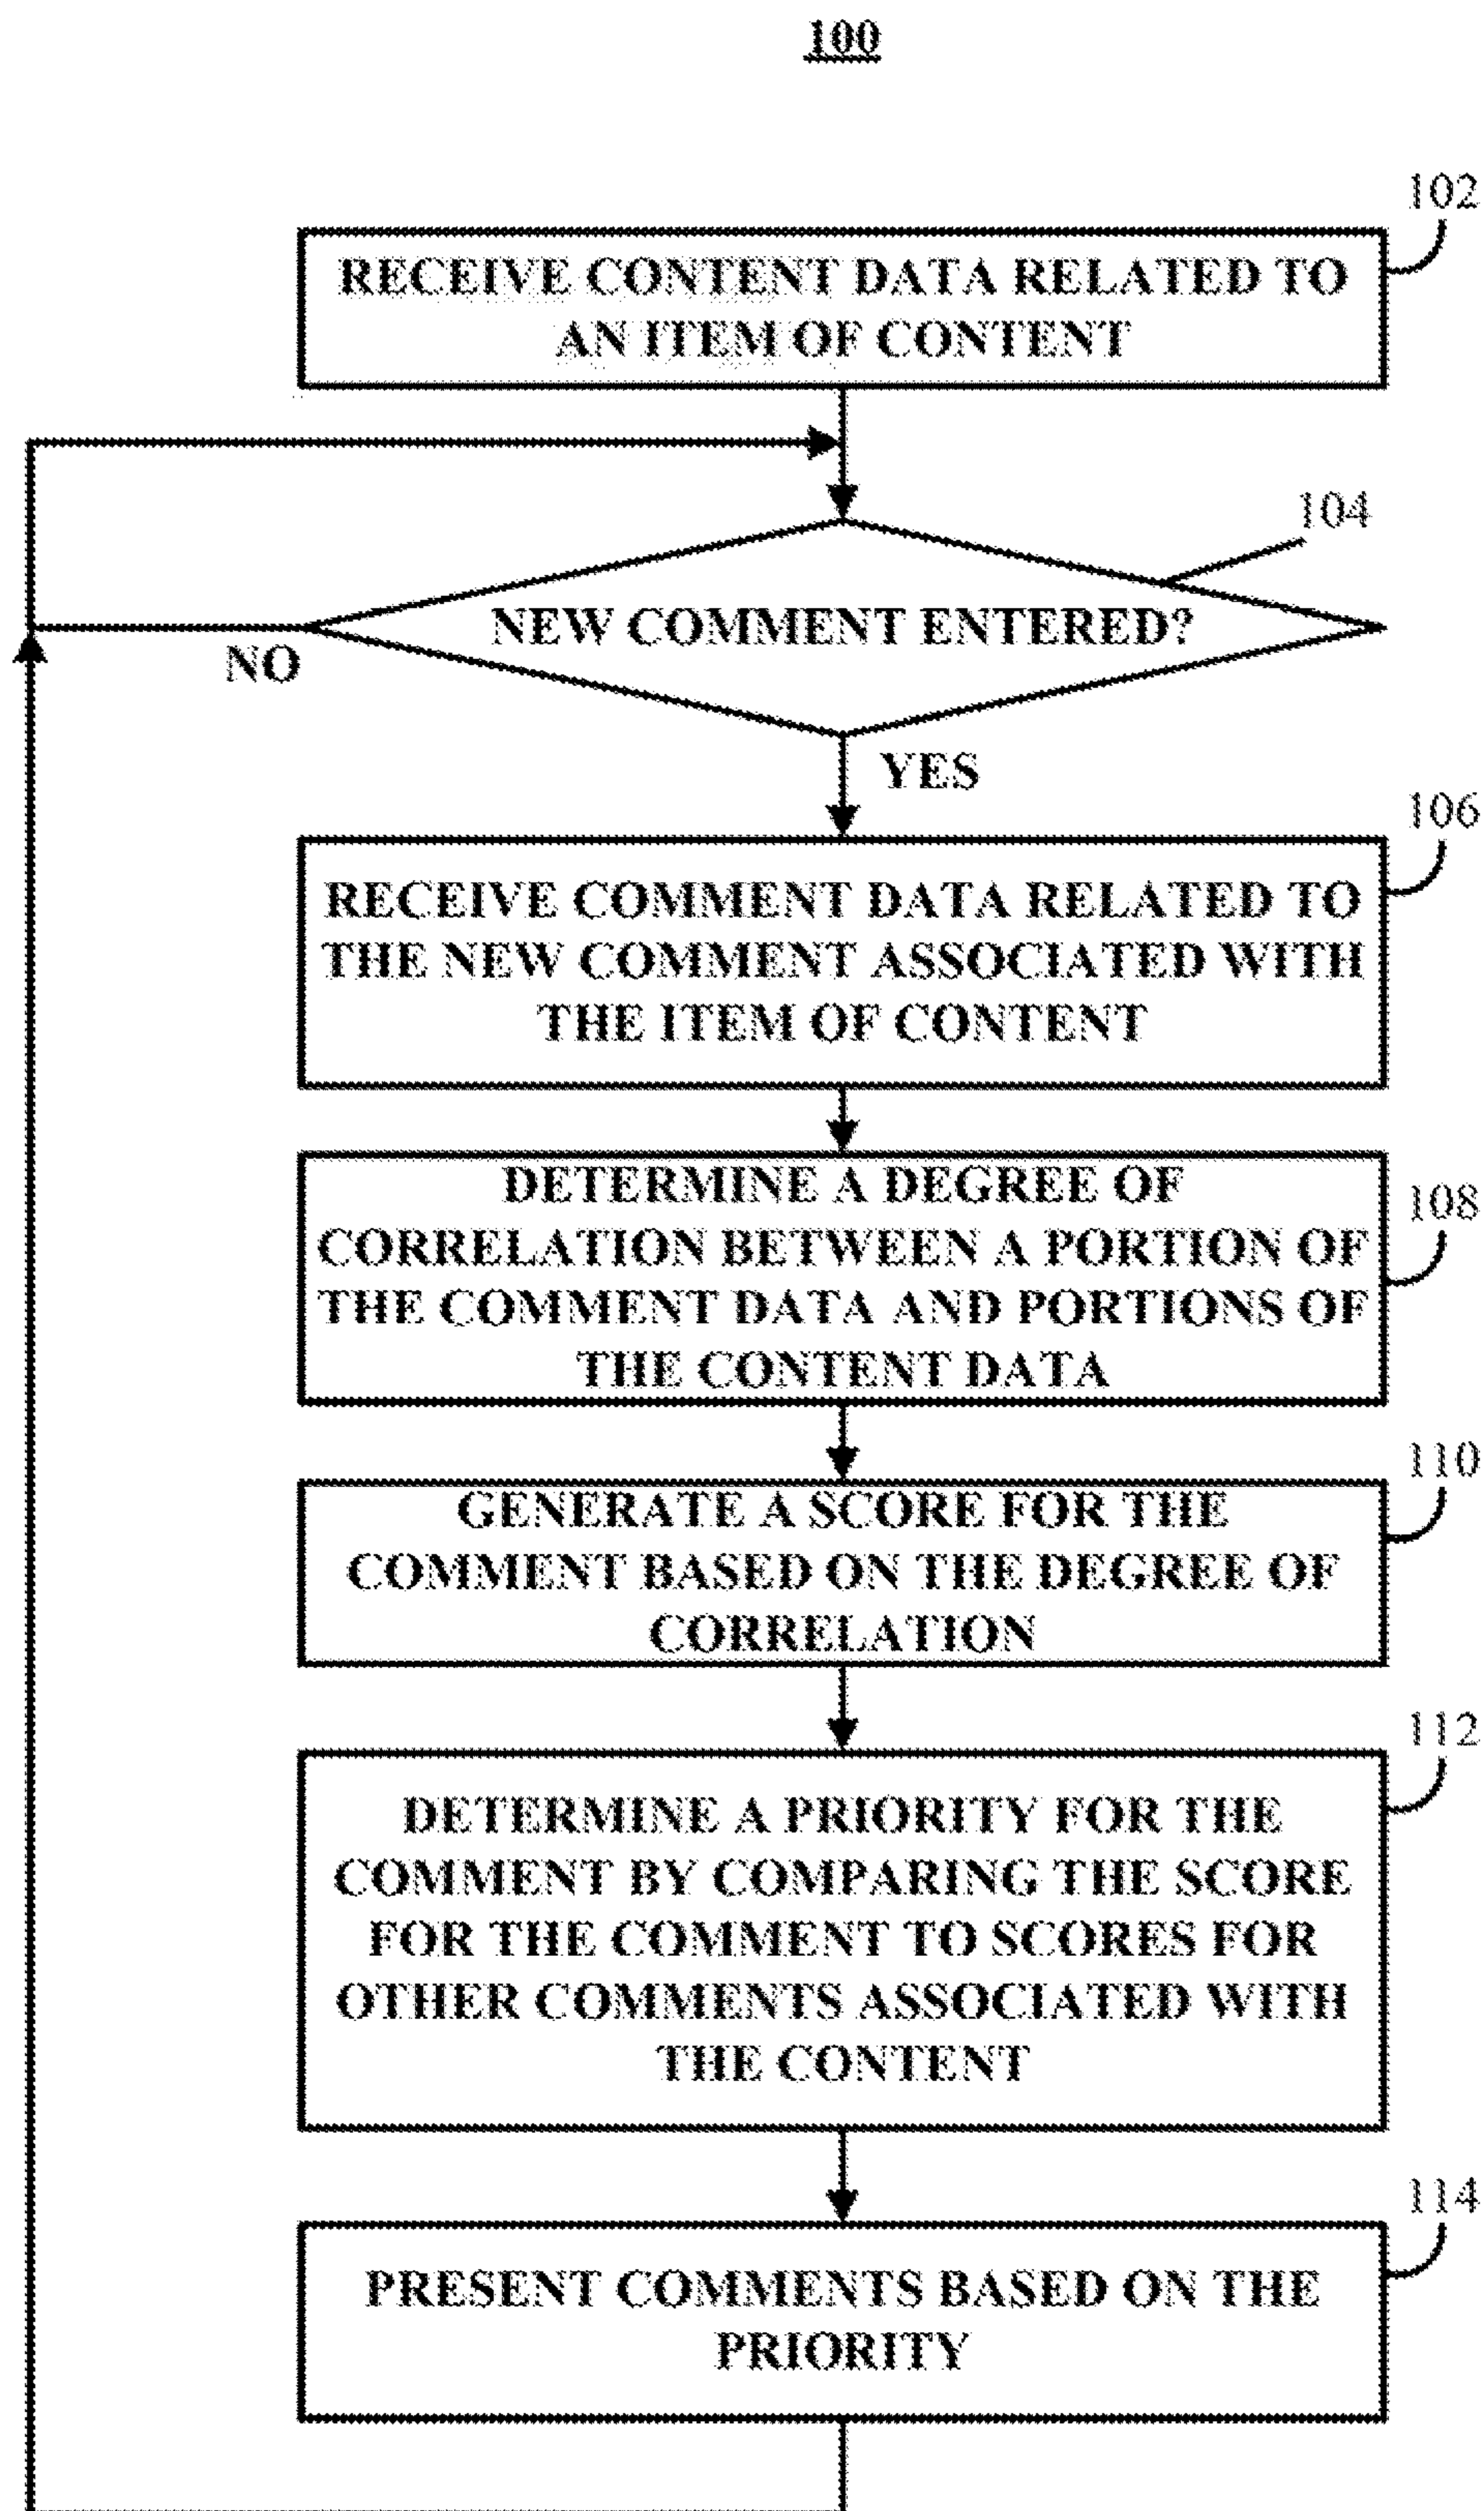 100
102
RECEIVE CONTENT DATA RELATED TO
AN ITEM OF CONTENT
104
NEW COMMENT ENTERED?
NO
YES
106
RECEIVE COMMENT DATA RELATED TO
THE NEW COMMENT ASSOCIATED WITH
THE ITEM OF CONTENT
DETERMINE A DEGREE OF
108
CORRELATION BETWEEN A PORTION OF
THE COMMENT DATA AND PORTIONS OF
THE CONTENT DATA
110
GENERATE A SCORE FOR THE
COMMENT BASED ON THE DEGREE OF
CORRELATION
112
DETERMINE A PRIORITY FOR THE
COMMENT BY COMPARING THE SCORE
FOR THE COMMENT TO SCORES FOR
OTHER COMMENTS ASSOCIATED WITH
THE CONTENT
114
PRESENT COMMENTS BASED ON THE
PRIORITY